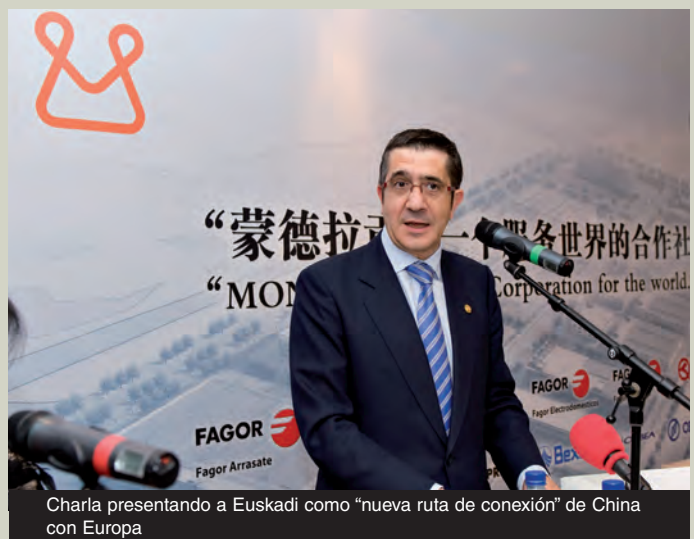 “蒙德拉 个服务世界的合作社
“MON Corporation for the world.
FAGOR
Fagor Electrodomésticos
FAGOR
Fagor Arrasate
Charla presentando a Euskadi como “nueva ruta de conexión” de China
con Europa